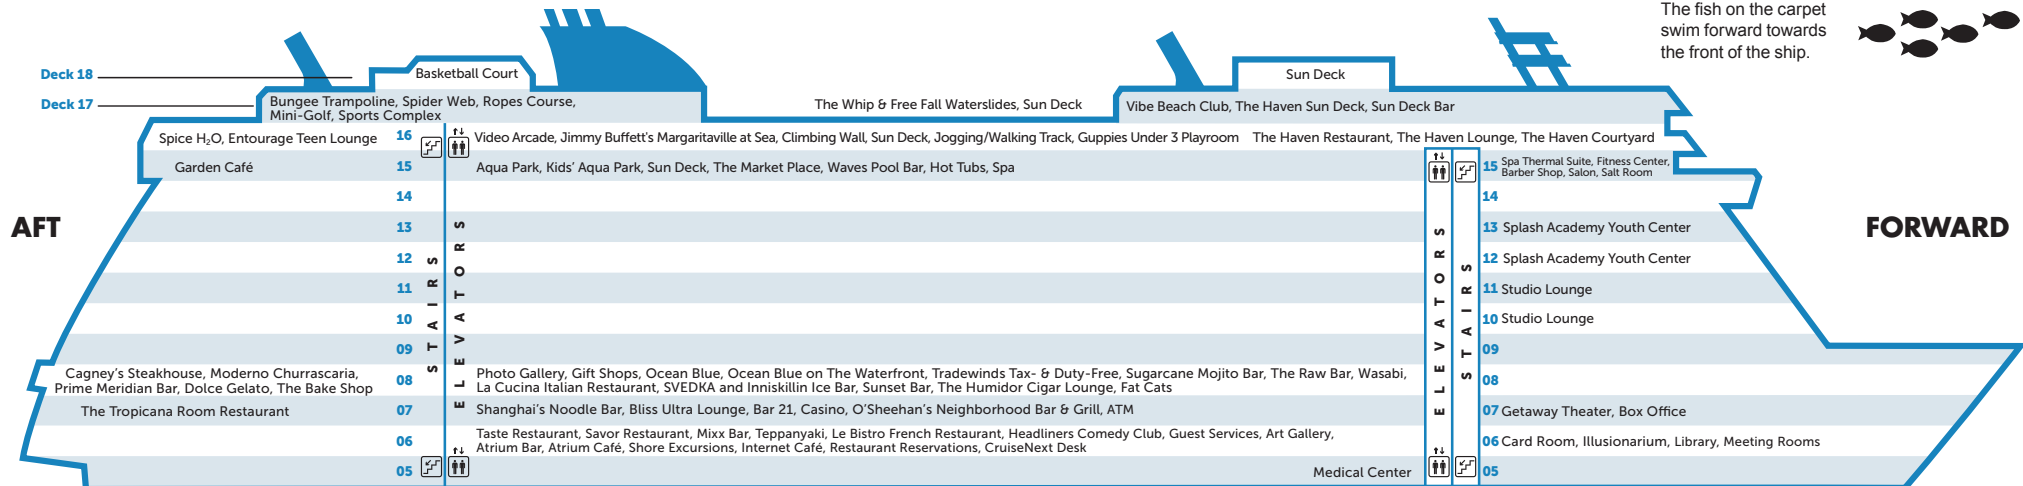 The fish on the carpet
swim forward towards
the front of the ship.
Deck 18
Basketball Court
Sun Deck
Deck 17
Bungee Trampoline, Spider Web, Ropes Course,
Mini-Golf, Sports Complex
The Whip & Free Fall Waterslides, Sun Deck
Vibe Beach Club, The Haven Sun Deck, Sun Deck Bar
Spice H₂O, Entourage Teen Lounge
16
Video Arcade, Jimmy Buffett's Margaritaville at Sea, Climbing Wall, Sun Deck, Jogging/Walking Track, Guppies Under 3 Playroom
The Haven Restaurant, The Haven Lounge, The Haven Courtyard
Garden Café
15
Aqua Park, Kids' Aqua Park, Sun Deck, The Market Place, Waves Pool Bar, Hot Tubs, Spa
15
Spa Thermal Suite, Fitness Center,
Barber Shop, Salon, Salt Room
14
14
AFT
FORWARD
13
13 Splash Academy Youth Center
12
12 Splash Academy Youth Center
11
11 Studio Lounge
10
10 Studio Lounge
09
09
STAIRS
ELEVATORS
ELEVATORS
STAIRS
Cagney's Steakhouse, Moderno Churrascaria,
Prime Meridian Bar, Dolce Gelato, The Bake Shop
08
Photo Gallery, Gift Shops, Ocean Blue, Ocean Blue on The Waterfront, Tradewinds Tax- & Duty-Free, Sugarcane Mojito Bar, The Raw Bar, Wasabi,
La Cucina Italian Restaurant, SVEDKA and Inniskillin Ice Bar, Sunset Bar, The Humidor Cigar Lounge, Fat Cats
08
The Tropicana Room Restaurant
07
Shanghai's Noodle Bar, Bliss Ultra Lounge, Bar 21, Casino, O'Sheehan's Neighborhood Bar & Grill, ATM
07 Getaway Theater, Box Office
06
Taste Restaurant, Savor Restaurant, Mixx Bar, Teppanyaki, Le Bistro French Restaurant, Headliners Comedy Club, Guest Services, Art Gallery,
Atrium Bar, Atrium Café, Shore Excursions, Internet Café, Restaurant Reservations, CruiseNext Desk
06 Card Room, Illusionarium, Library, Meeting Rooms
05
Medical Center
05